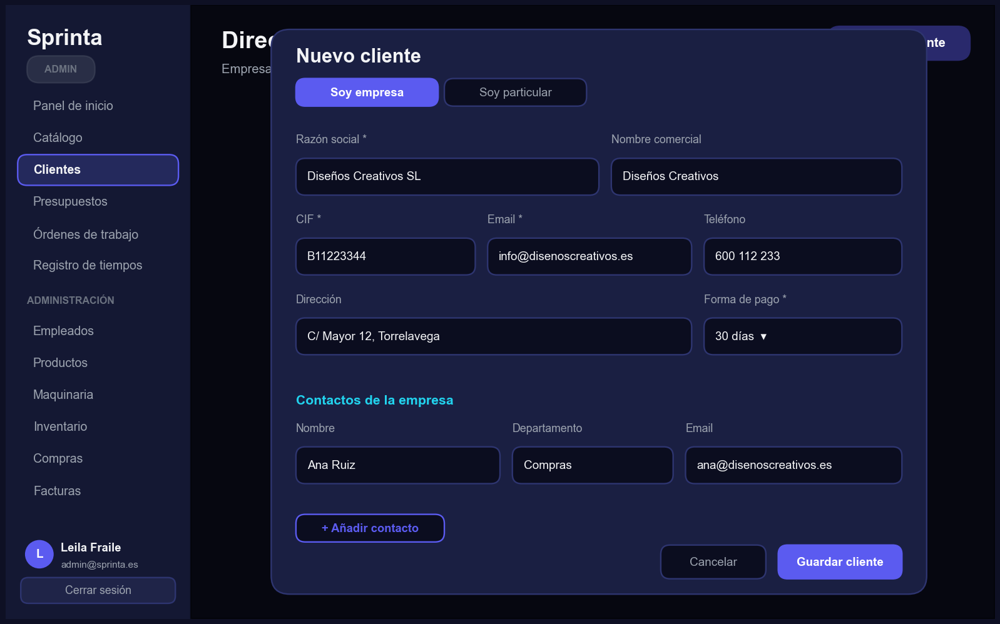 Sprinta
ADMIN
Panel de inicio
Catálogo
Clientes
Presupuestos
Órdenes de trabajo
Registro de tiempos
ADMINISTRACIÓN
Empleados
Productos
Maquinaria
Inventario
Compras
Facturas
L
Leila Fraile
admin@sprinta.es
Cerrar sesión
Direc
Empresa
nte
Nuevo cliente
Soy empresa Soy particular
Razón social * Nombre comercial
Diseños Creativos SL Diseños Creativos
CIF * Email * Teléfono
B11223344 info@disenoscreativos.es 600 112 233
Dirección Forma de pago *
C/ Mayor 12, Torrelavega 30 días ▼
Contactos de la empresa
Nombre Departamento Email
Ana Ruiz Compras ana@disenoscreativos.es
+ Añadir contacto
Cancelar Guardar cliente